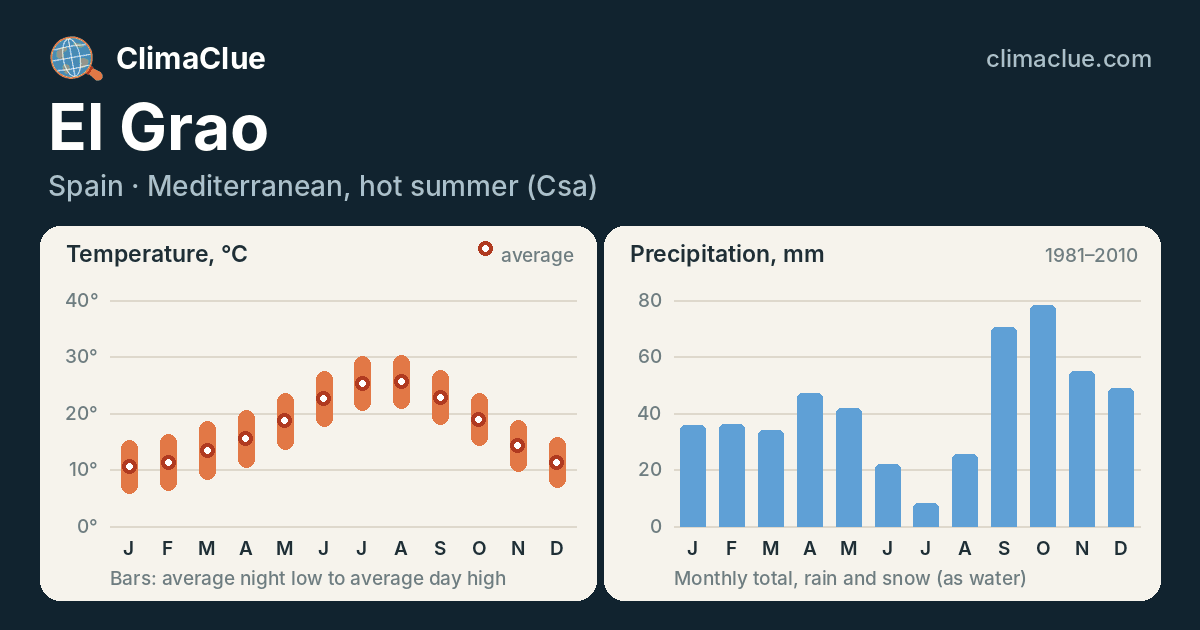 ClimaClue
climaclue.com
El Grao
Spain · Mediterranean, hot summer (Csa)
Temperature, °C
average
40°
30°
20°
10°
0°
J F M A M J J A S O N D
Bars: average night low to average day high
Precipitation, mm
1981–2010
80
60
40
20
0
J F M A M J J A S O N D
Monthly total, rain and snow (as water)